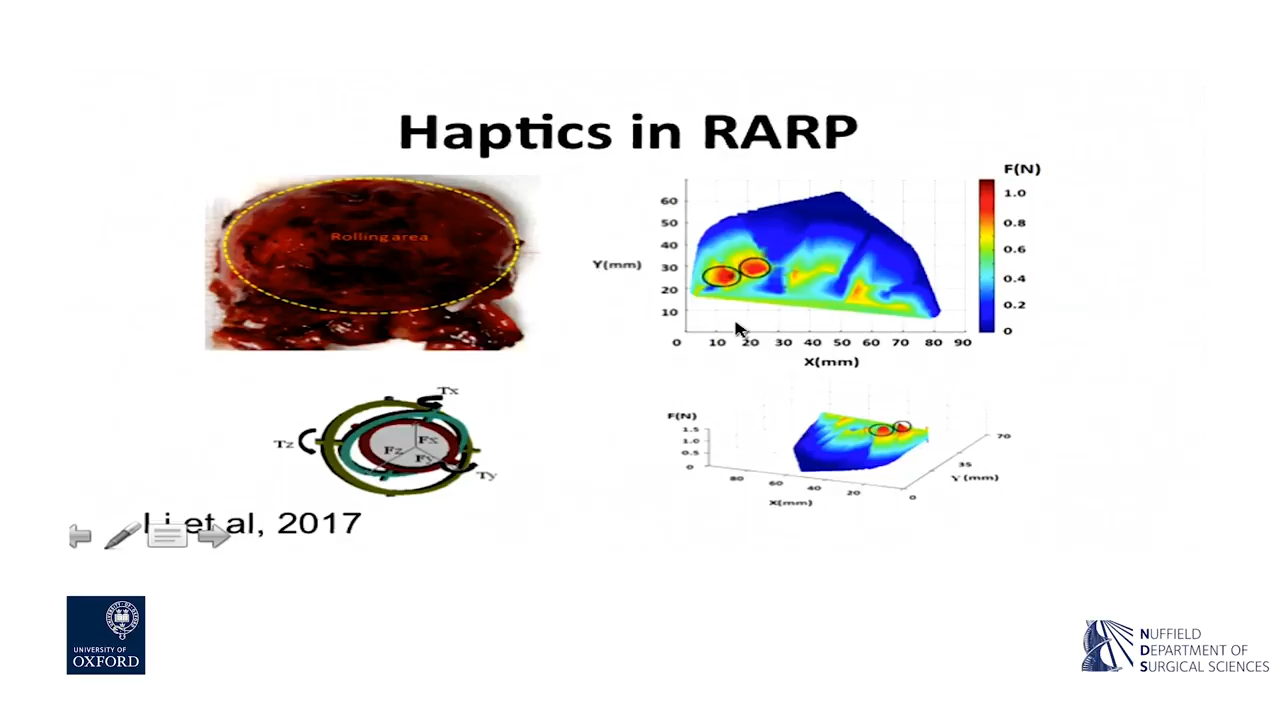 Haptics in RARP
Rolling area
F(N)
1.0
0.8
0.6
0.4
0.2
0
Y(mm)
60
50
40
30
20
10
0 10 20 30 40 50 60 70 80 90
X(mm)
Tx
Tz
Fx
Fz
Fy
Ty
F(N)
1.5
1.0
0.5
0
80 60 40 20 0
X(mm)
70
35
Y (mm)
Li et al, 2017
UNIVERSITY OF
OXFORD
NUFFIELD
DEPARTMENT OF
SURGICAL SCIENCES